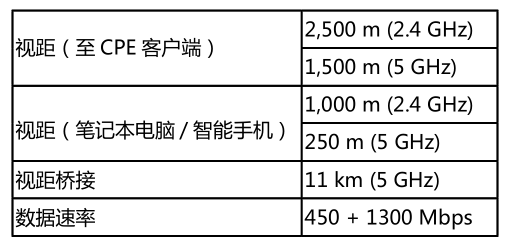 视距（至 CPE 客户端）
2,500 m (2.4 GHz)
1,500 m (5 GHz)
视距（笔记本电脑 / 智能手机）
1,000 m (2.4 GHz)
250 m (5 GHz)
视距桥接
11 km (5 GHz)
数据速率
450 + 1300 Mbps